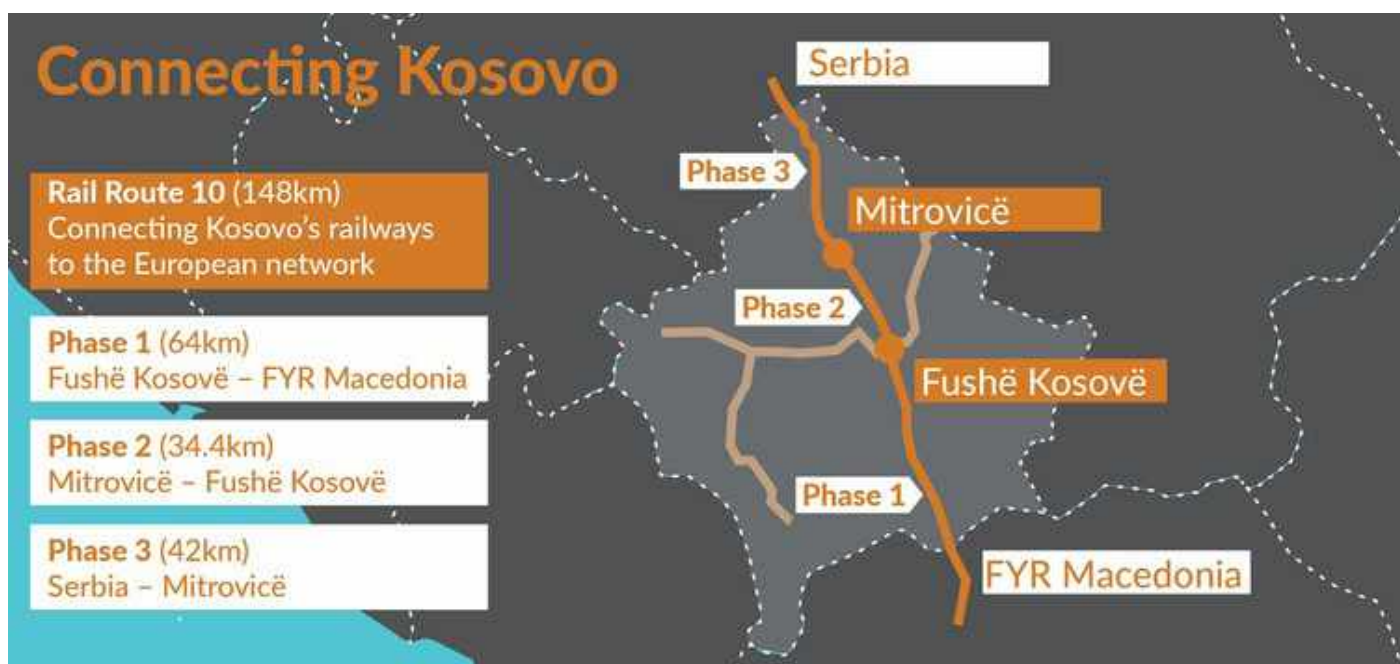 Connecting Kosovo
Rail Route 10 (148km)
Connecting Kosovo's railways
to the European network
Phase 1 (64km)
Fushë Kosovë – FYR Macedonia
Phase 2 (34.4km)
Mitrovicë – Fushë Kosovë
Phase 3 (42km)
Serbia – Mitrovicë
Serbia
Phase 3
Mitrovicë
Phase 2
Fushë Kosovë
Phase 1
FYR Macedonia